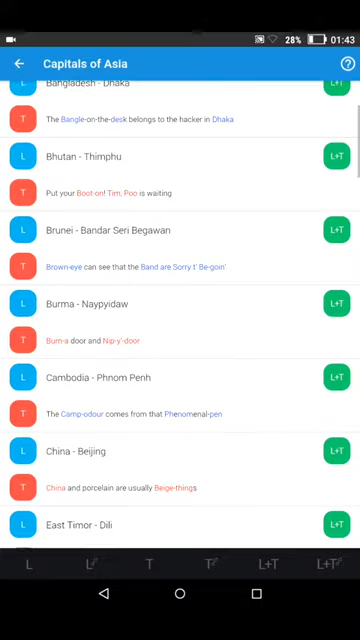 28% 01:43
Capitals of Asia
L Bangladesh - Dhaka L+T
T The Bangle-on-the-desk belongs to the hacker in Dhaka
L Bhutan - Thimphu L+T
T Put your Boot-on! Tim, Poo is waiting
L Brunei - Bandar Seri Begawan L+T
T Brown-eye can see that the Band are Sorry t' Be-goin'
L Burma - Naypyidaw L+T
T Burn-a door and Nip-y'-door
L Cambodia - Phnom Penh L+T
T The Camp-odour comes from that Phenomenal-pen
L China - Beijing L+T
T China and porcelain are usually Beige-things
L East Timor - Dili L+T
L L T T L+T L+T